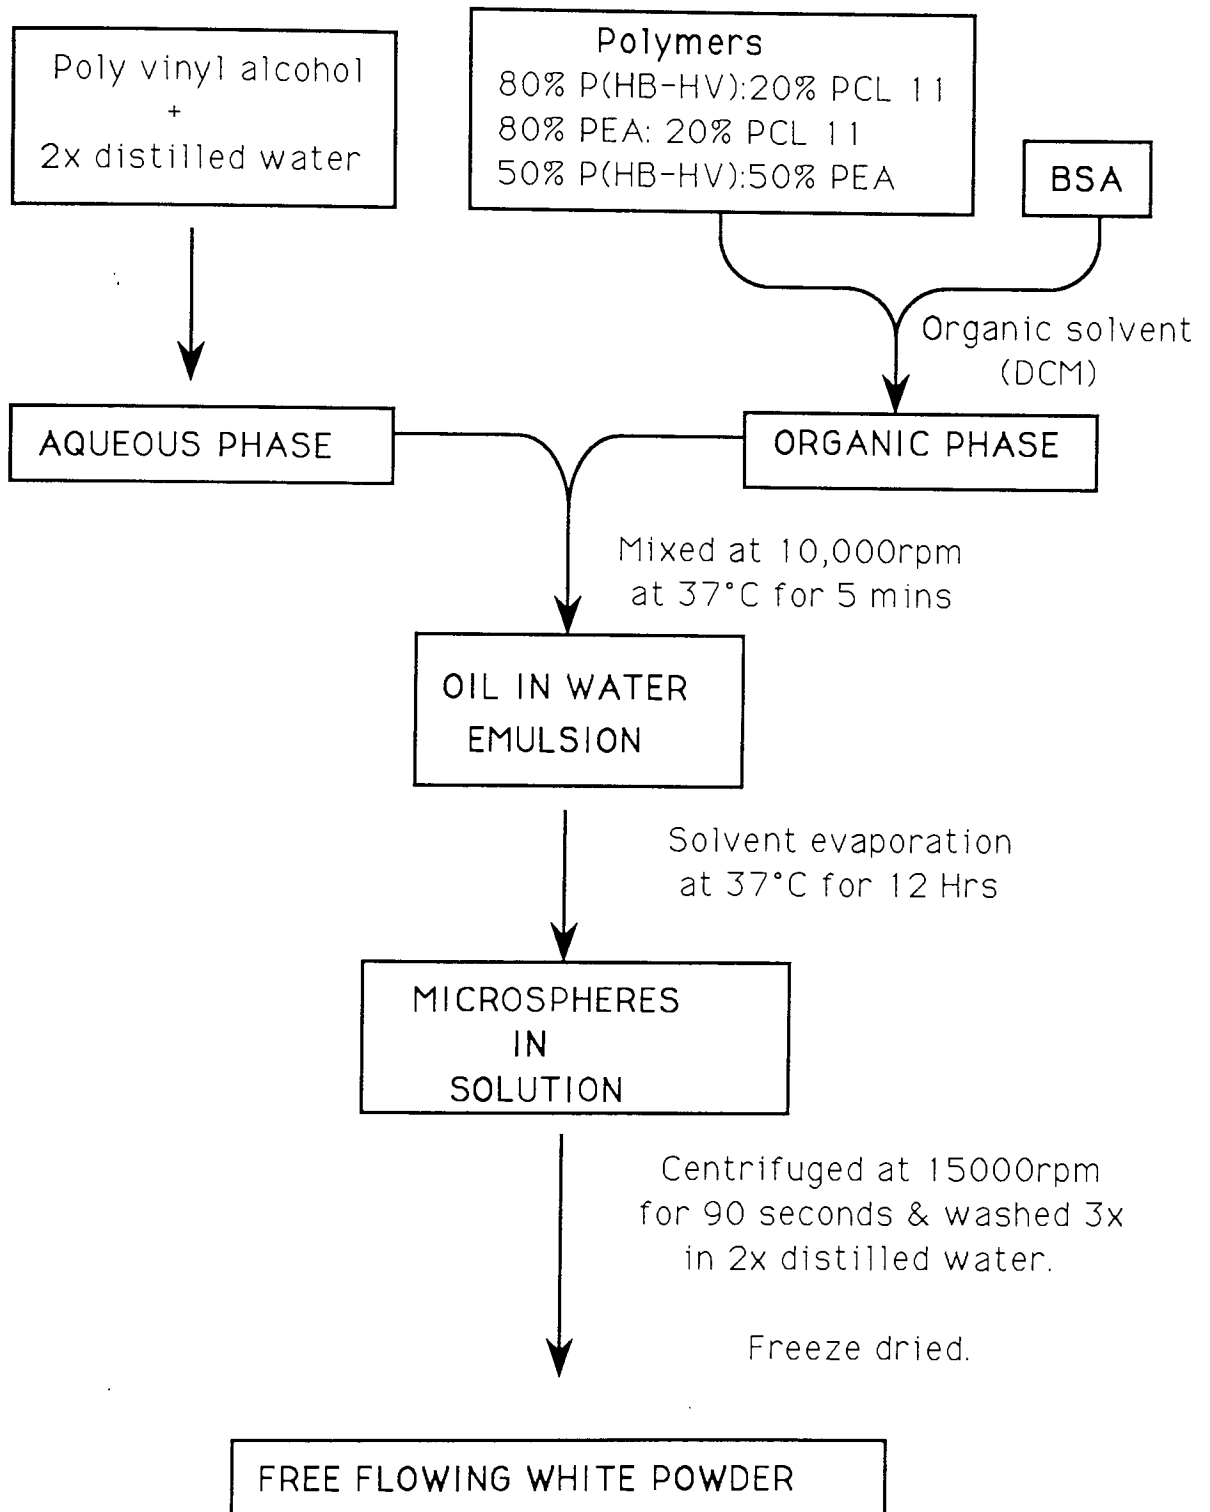 Poly vinyl alcohol
+
2x distilled water
Polymers
80% P(HB-HV):20% PCL 11
80% PEA: 20% PCL 11
50% P(HB-HV):50% PEA
BSA
Organic solvent
(DCM)
AQUEOUS PHASE
ORGANIC PHASE
Mixed at 10,000rpm
at 37°C for 5 mins
OIL IN WATER
EMULSION
Solvent evaporation
at 37°C for 12 Hrs
MICROSPHERES
IN
SOLUTION
Centrifuged at 15000rpm
for 90 seconds & washed 3x
in 2x distilled water.
Freeze dried.
FREE FLOWING WHITE POWDER